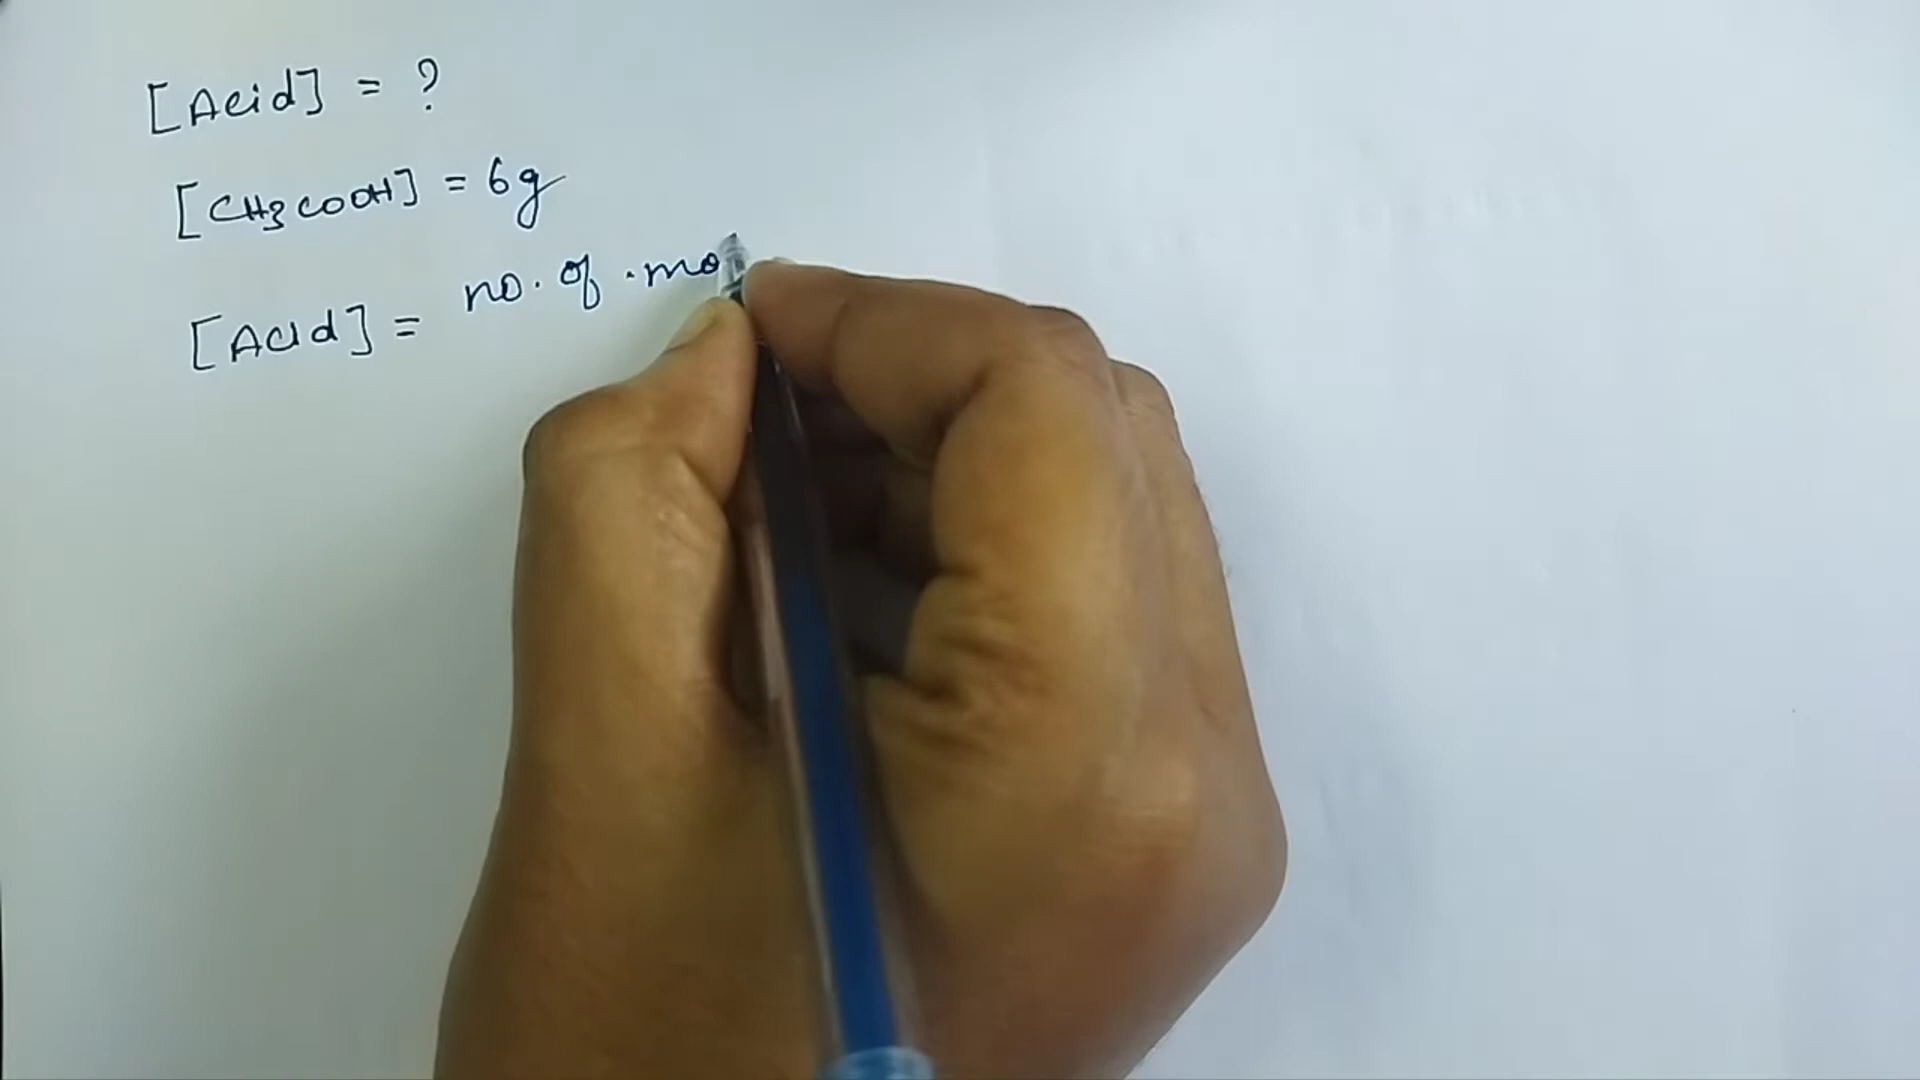 [Acid] = ?
[CH3COOH] = 6g
no. of . mo
[Acid] =